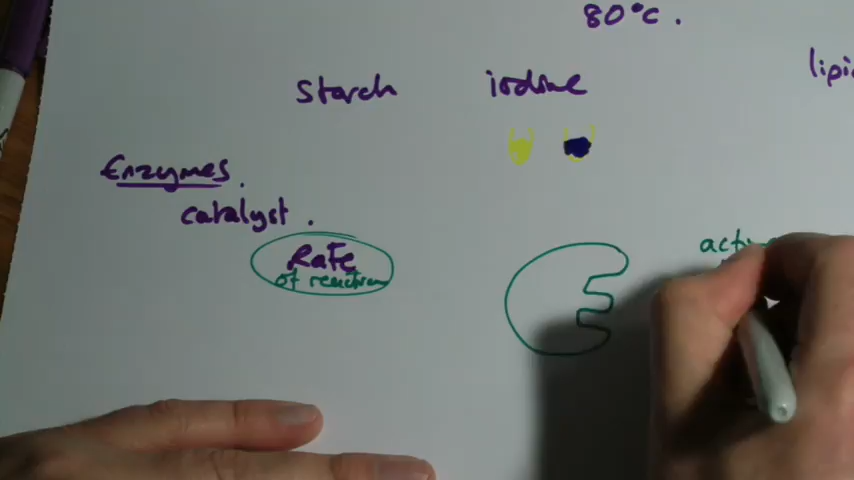 80°c.
starch iodine
Enzymes.
catalyst.
Rate
of reaction